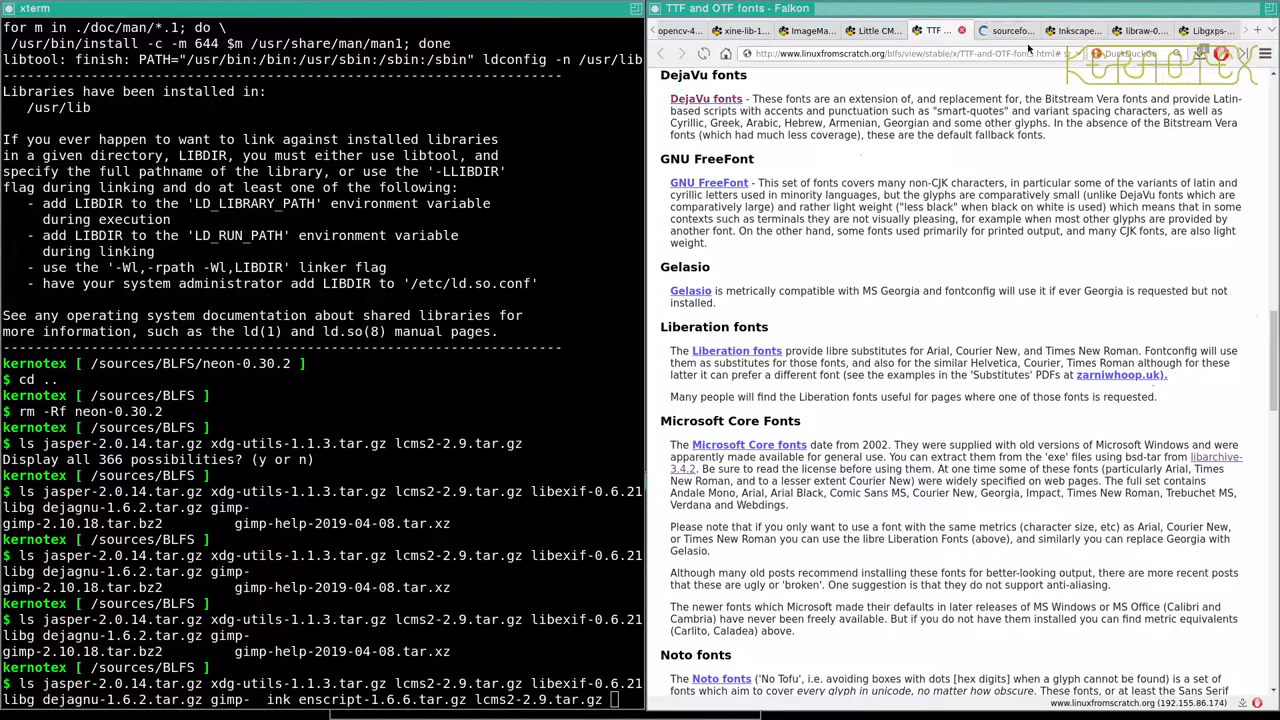 xterm
for m in ./doc/man/*.1; do \
 /usr/bin/install -c -m 644 $m /usr/share/man/man1; done
libtool: finish: PATH="/usr/bin:/bin:/usr/sbin:/sbin:/sbin" ldconfig -n /usr/lib
----------------------------------------------------------------------
Libraries have been installed in:
   /usr/lib
If you ever happen to want to link against installed libraries
in a given directory, LIBDIR, you must either use libtool, and
specify the full pathname of the library, or use the '-LLIBDIR'
flag during linking and do at least one of the following:
   - add LIBDIR to the 'LD_LIBRARY_PATH' environment variable
     during execution
   - add LIBDIR to the 'LD_RUN_PATH' environment variable
     during linking
   - use the '-Wl,-rpath -Wl,LIBDIR' linker flag
   - have your system administrator add LIBDIR to '/etc/ld.so.conf'
See any operating system documentation about shared libraries for
more information, such as the ld(1) and ld.so(8) manual pages.
----------------------------------------------------------------------
kernotex [ /sources/BLFS/neon-0.30.2 ]
$ cd ..
kernotex [ /sources/BLFS ]
$ rm -Rf neon-0.30.2
kernotex [ /sources/BLFS ]
$ ls jasper-2.0.14.tar.gz xdg-utils-1.1.3.tar.gz lcms2-2.9.tar.gz
Display all 366 possibilities? (y or n)
kernotex [ /sources/BLFS ]
$ ls jasper-2.0.14.tar.gz xdg-utils-1.1.3.tar.gz lcms2-2.9.tar.gz libexif-0.6.21
libg dejagnu-1.6.2.tar.gz gimp-
gimp-2.10.18.tar.bz2         gimp-help-2019-04-08.tar.xz
kernotex [ /sources/BLFS ]
$ ls jasper-2.0.14.tar.gz xdg-utils-1.1.3.tar.gz lcms2-2.9.tar.gz libexif-0.6.21
libg dejagnu-1.6.2.tar.gz gimp-
gimp-2.10.18.tar.bz2         gimp-help-2019-04-08.tar.xz
kernotex [ /sources/BLFS ]
$ ls jasper-2.0.14.tar.gz xdg-utils-1.1.3.tar.gz lcms2-2.9.tar.gz libexif-0.6.21
libg dejagnu-1.6.2.tar.gz gimp-
gimp-2.10.18.tar.bz2         gimp-help-2019-04-08.tar.xz
kernotex [ /sources/BLFS ]
$ ls jasper-2.0.14.tar.gz xdg-utils-1.1.3.tar.gz lcms2-2.9.tar.gz libexif-0.6.21
libg dejagnu-1.6.2.tar.gz gimp-  ink enscript-1.6.6.tar.gz lcms2-2.9.tar.gz
TTF and OTF fonts - Falkon
opencv-4... xine-lib-1... ImageMa... Little CM... TTF ... sourcefo... Inkscape... libraw-0.... Libgxps-...
http://www.linuxfromscratch.org/blfs/view/stable/x/TTF-and-OTF-fonts.html# DuckDuckGo
KERNOTEX
DejaVu fonts
DejaVu fonts - These fonts are an extension of, and replacement for, the Bitstream Vera fonts and provide Latin-
based scripts with accents and punctuation such as "smart-quotes" and variant spacing characters, as well as
Cyrillic, Greek, Arabic, Hebrew, Armenian, Georgian and some other glyphs. In the absence of the Bitstream Vera
fonts (which had much less coverage), these are the default fallback fonts.
GNU FreeFont
GNU FreeFont - This set of fonts covers many non-CJK characters, in particular some of the variants of latin and
cyrillic letters used in minority languages, but the glyphs are comparatively small (unlike DejaVu fonts which are
comparatively large) and rather light weight ("less black" when black on white is used) which means that in some
contexts such as terminals they are not visually pleasing, for example when most other glyphs are provided by
another font. On the other hand, some fonts used primarily for printed output, and many CJK fonts, are also light
weight.
Gelasio
Gelasio is metrically compatible with MS Georgia and fontconfig will use it if ever Georgia is requested but not
installed.
Liberation fonts
The Liberation fonts provide libre substitutes for Arial, Courier New, and Times New Roman. Fontconfig will use
them as substitutes for those fonts, and also for the similar Helvetica, Courier, Times Roman although for these
latter it can prefer a different font (see the examples in the 'Substitutes' PDFs at zarniwhoop.uk).
Many people will find the Liberation fonts useful for pages where one of those fonts is requested.
Microsoft Core Fonts
The Microsoft Core fonts date from 2002. They were supplied with old versions of Microsoft Windows and were
apparently made available for general use. You can extract them from the 'exe' files using bsd-tar from libarchive-
3.4.2. Be sure to read the license before using them. At one time some of these fonts (particularly Arial, Times
New Roman, and to a lesser extent Courier New) were widely specified on web pages. The full set contains
Andale Mono, Arial, Arial Black, Comic Sans MS, Courier New, Georgia, Impact, Times New Roman, Trebuchet MS,
Verdana and Webdings.
Please note that if you only want to use a font with the same metrics (character size, etc) as Arial, Courier New,
or Times New Roman you can use the libre Liberation Fonts (above), and similarly you can replace Georgia with
Gelasio.
Although many old posts recommend installing these fonts for better-looking output, there are more recent posts
that these are ugly or 'broken'. One suggestion is that they do not support anti-aliasing.
The newer fonts which Microsoft made their defaults in later releases of MS Windows or MS Office (Calibri and
Cambria) have never been freely available. But if you do not have them installed you can find metric equivalents
(Carlito, Caladea) above.
Noto fonts
The Noto fonts ('No Tofu', i.e. avoiding boxes with dots [hex digits] when a glyph cannot be found) is a set of
fonts which aim to cover every glyph in unicode, no matter how obscure. These fonts, or at least the Sans Serif
www.linuxfromscratch.org (192.155.86.174)